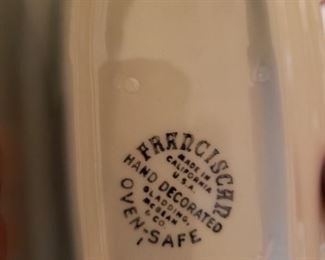 FRANCISCAN
MADE IN
CALIFORNIA
U.S.A.
HAND DECORATED
GLADDING,
MCBEAN
& CO.
OVEN-SAFE